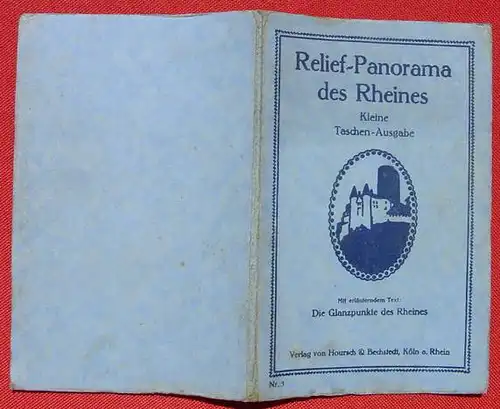 Relief-Panorama
des Rheines
Kleine
Taschen-Ausgabe
Mit erläuterndem Text:
Die Glanzpunkte des Rheines
Verlag von Hoursch & Bechstedt, Köln a. Rhein
Nr. 3